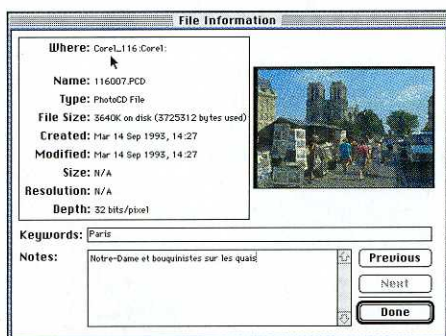 File Information
Where: Corel_116:Corel:
Name: 116007.PCD
Type: PhotoCD File
File Size: 3640K on disk (3725312 bytes used)
Created: Mar 14 Sep 1993, 14:27
Modified: Mar 14 Sep 1993, 14:27
Size: N/A
Resolution: N/A
Depth: 32 bits/pixel
Keywords: Paris
Notes: Notre-Dame et bouquinistes sur les quais
Previous
Next
Done